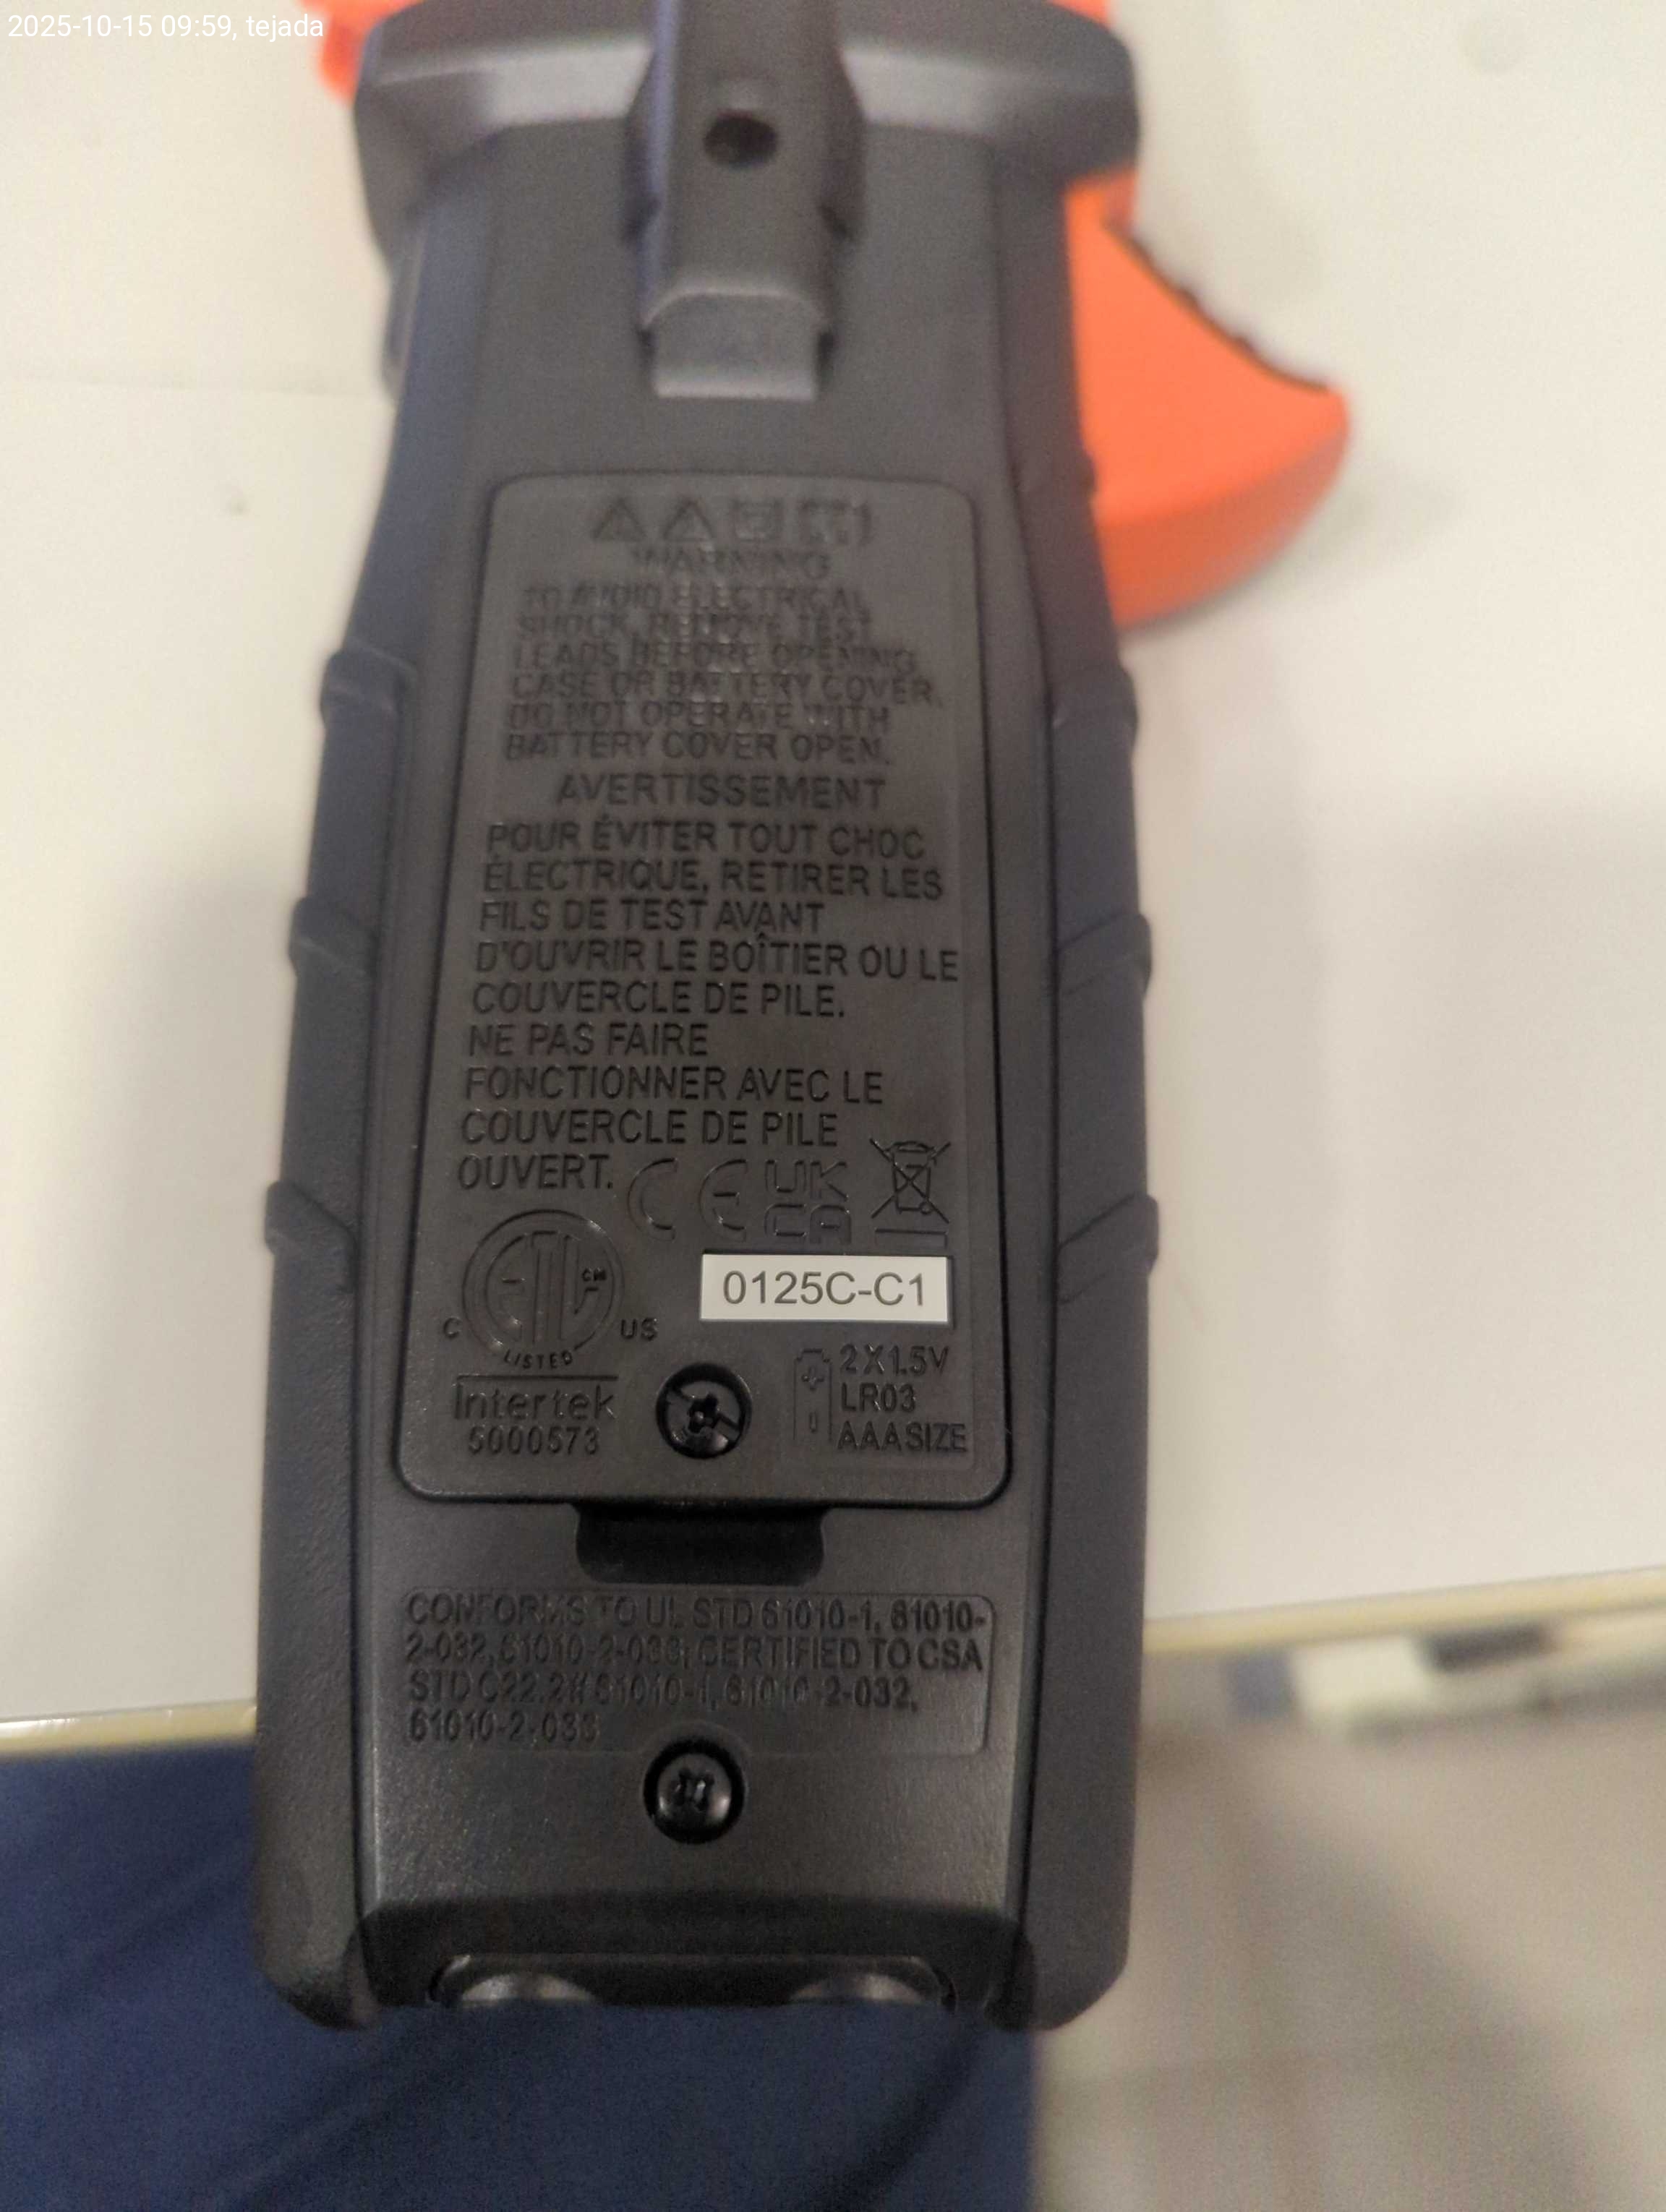 2025-10-15 09:59, tejada
WARNING
TO AVOID ELECTRICAL
SHOCK, REMOVE TEST
LEADS BEFORE OPENING
CASE OR BATTERY COVER.
DO NOT OPERATE WITH
BATTERY COVER OPEN.
AVERTISSEMENT
POUR ÉVITER TOUT CHOC
ÉLECTRIQUE, RETIRER LES
FILS DE TEST AVANT
D'OUVRIR LE BOÎTIER OU LE
COUVERCLE DE PILE.
NE PAS FAIRE
FONCTIONNER AVEC LE
COUVERCLE DE PILE
OUVERT. CE UK
CA
ETL CM
C US
LISTED
Intertek
5000573
0125C-C1
2 X 1.5V
LR03
AAA SIZE
CONFORMS TO UL STD 61010-1, 61010-
2-032, 61010-2-033; CERTIFIED TO CSA
STD C22.2# 61010-1, 61010-2-032,
61010-2-033